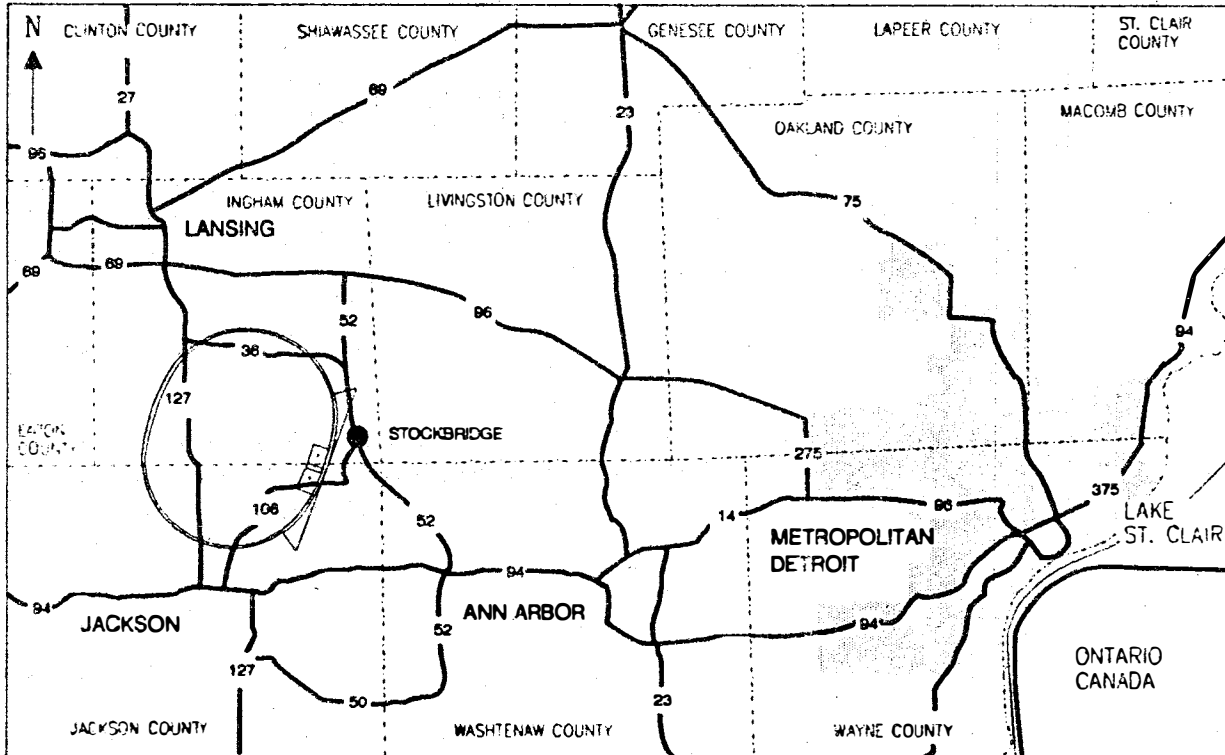 N
CLINTON COUNTY
SHIAWASSEE COUNTY
GENESEE COUNTY
LAPEER COUNTY
ST. CLAIR
COUNTY
27
69
23
96
OAKLAND COUNTY
MACOMB COUNTY
INGHAM COUNTY
LIVINGSTON COUNTY
LANSING
75
69
69
96
52
94
36
127
EATON
COUNTY
STOCKBRIDGE
275
106
52
14
96
375
METROPOLITAN
DETROIT
LAKE
ST. CLAIR
94
94
JACKSON
ANN ARBOR
52
94
127
50
23
ONTARIO
CANADA
JACKSON COUNTY
WASHTENAW COUNTY
WAYNE COUNTY